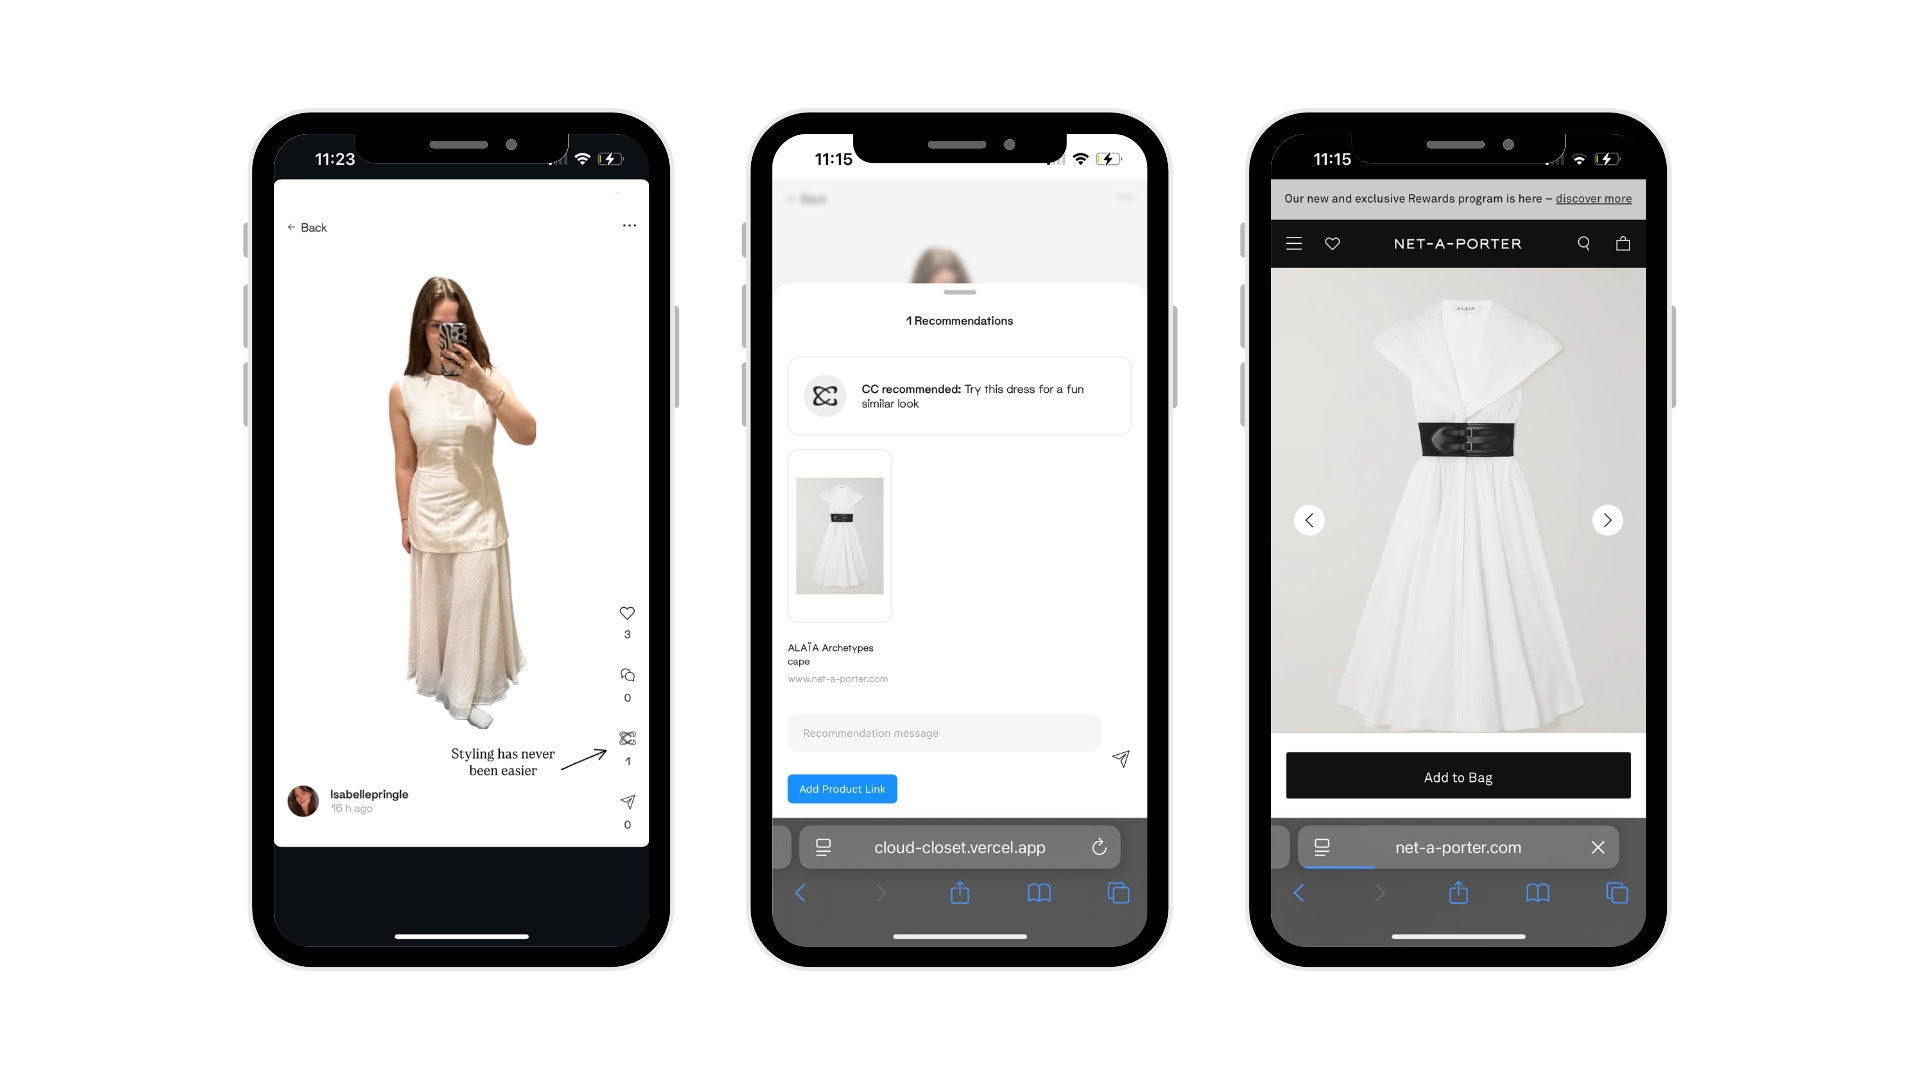 11:23
← Back
...
3
0
Styling has never
been easier
1
Isabellepringle
16 h ago
0
11:15
Back
1 Recommendations
CC recommended: Try this dress for a fun
similar look
ALAÏA Archetypes
cape
www.net-a-porter.com
Recommendation message
Add Product Link
cloud-closet.vercel.app
11:15
Our new and exclusive Rewards program is here – discover more
NET-A-PORTER
ALAÏA
Add to Bag
net-a-porter.com